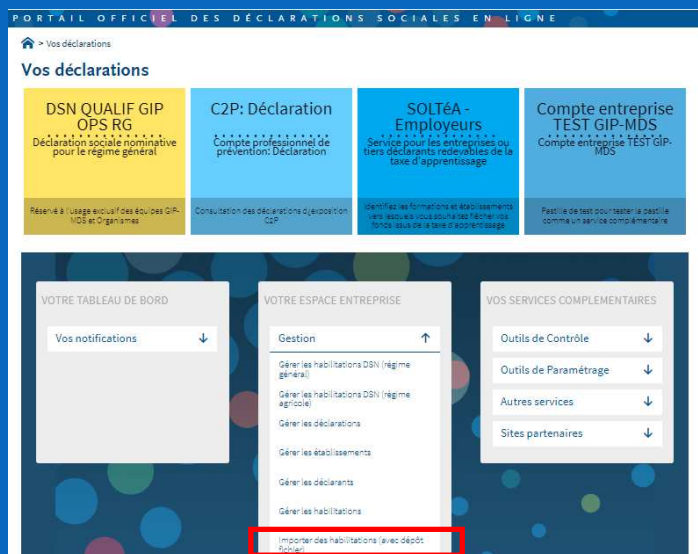 PORTAIL OFFICIEL DES DÉCLARATIONS SOCIALES EN LIGNE
> Vos déclarations
Vos déclarations
DSN QUALIF GIP
OPS RG
Déclaration sociale nominative
pour le régime général
Réservé à l'usage exclusif des équipes GIP-
MDS et Organismes
C2P: Déclaration
Compte professionnel de
prévention: Déclaration
Consultation des déclarations d'exposition
C2P
SOLTéA -
Employeurs
Service pour les entreprises ou
tiers déclarants redevables de la
taxe d'apprentissage
Identifiez les formations et établissements
vers lesquels vous souhaitez flécher vos
fonds issus de la taxe d'apprentissage
Compte entreprise
TEST GIP-MDS
Compte entreprise TEST GIP-
MDS
Pastille de test pour tester la pastille
comme un service complémentaire
VOTRE TABLEAU DE BORD
Vos notifications
VOTRE ESPACE ENTREPRISE
Gestion
Gérer les habilitations DSN (régime
général)
Gérer les habilitations DSN (régime
agricole)
Gérer les déclarations
Gérer les établissements
Gérer les déclarants
Gérer les habilitations
Importer des habilitations (avec dépôt
fichier)
VOS SERVICES COMPLEMENTAIRES
Outils de Contrôle
Outils de Paramétrage
Autres services
Sites partenaires